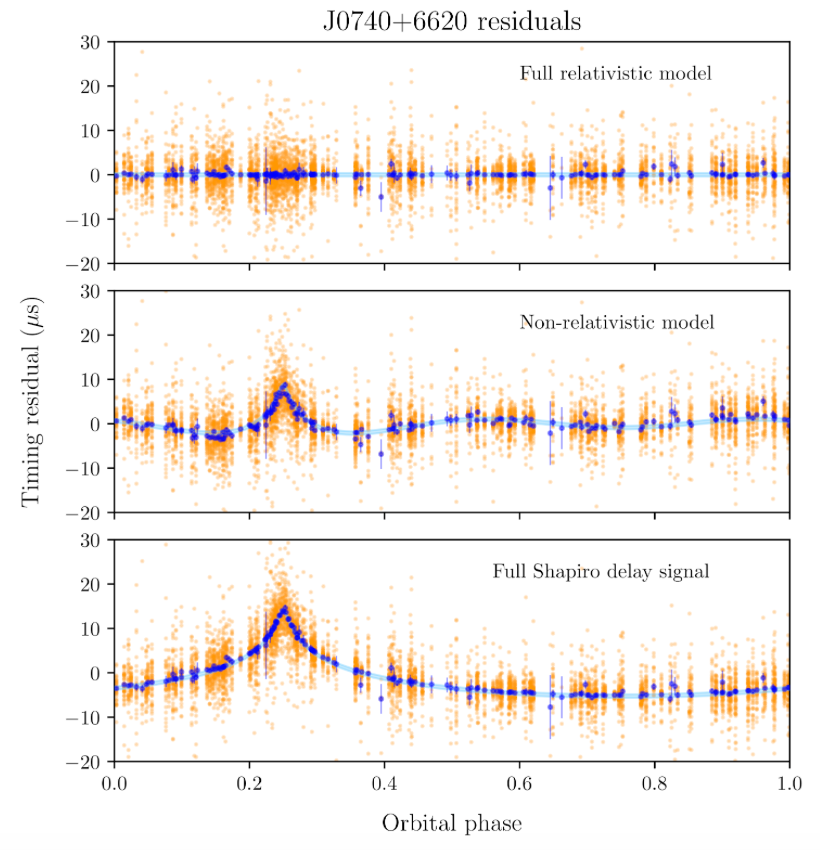 J0740+6620 residuals
30
20
10
0
−10
−20
Full relativistic model
30
20
10
0
−10
−20
Non-relativistic model
30
20
10
0
−10
−20
Full Shapiro delay signal
Timing residual (μs)
0.0 0.2 0.4 0.6 0.8 1.0
Orbital phase